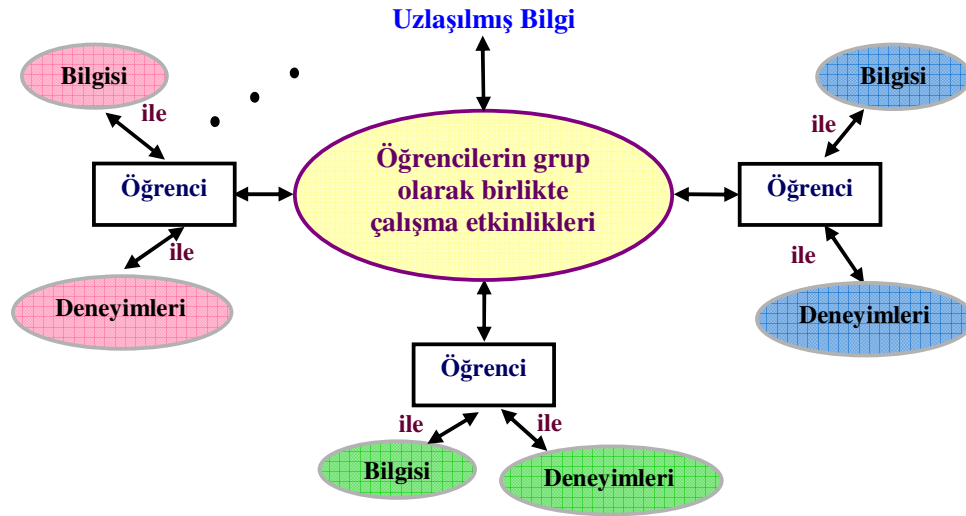 Uzlaşılmış Bilgi
Bilgisi
ile
Öğrenci
ile
Deneyimleri
Öğrencilerin grup
olarak birlikte
çalışma etkinlikleri
Bilgisi
ile
Öğrenci
ile
Deneyimleri
Öğrenci
ile
ile
Bilgisi
Deneyimleri